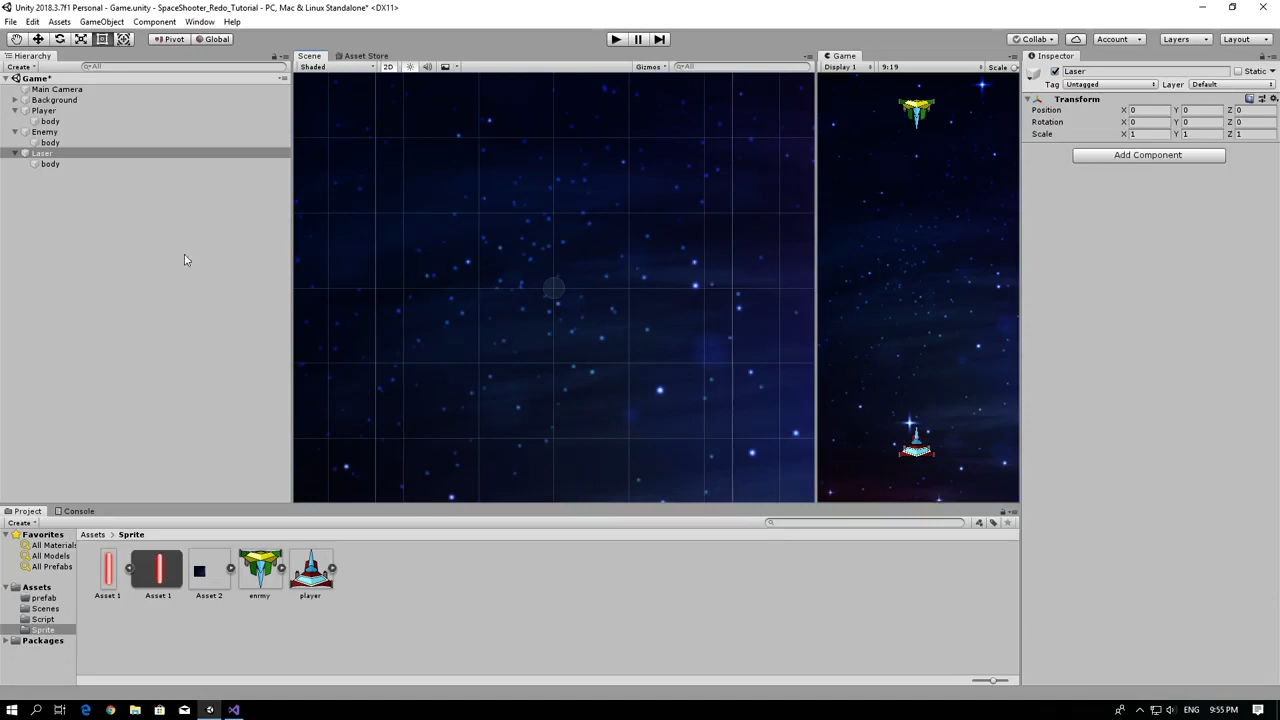 Unity 2018.3.7f1 Personal - Game.unity - SpaceShooter_Redo_Tutorial - PC, Mac & Linux Standalone* <DX11>
File Edit Assets GameObject Component Window Help
Pivot Global Collab Account Layers Layout
Hierarchy Scene Asset Store Game Inspector
Create All Shaded 2D Gizmos All Display 1 9:19 Scale Laser Static
Game*
Main Camera
Background
Player
body
Enemy
body
Laser
body
Tag Untagged Layer Default
Transform
Position X 0 Y 0 Z 0
Rotation X 0 Y 0 Z 0
Scale X 1 Y 1 Z 1
Add Component
Project Console
Create
Favorites
All Materials
All Models
All Prefabs
Assets
prefab
Scenes
Script
Sprite
Packages
Assets Sprite
Asset 1 Asset 1 Asset 2 enrmy player
ENG 9:55 PM